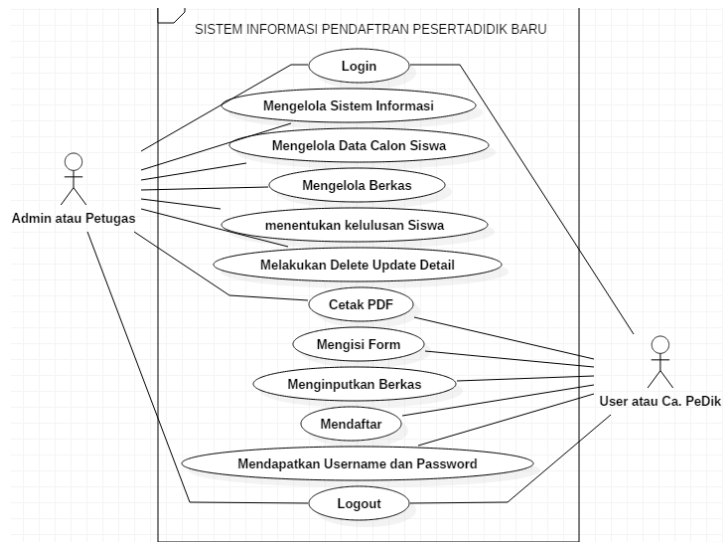 SISTEM INFORMASI PENDAFTRAN PESERTADIDIK BARU
Login
Mengelola Sistem Informasi
Mengelola Data Calon Siswa
Mengelola Berkas
Admin atau Petugas
menentukan kelulusan Siswa
Melakukan Delete Update Detail
Cetak PDF
Mengisi Form
Menginputkan Berkas
User atau Ca. PeDik
Mendaftar
Mendapatkan Username dan Password
Logout